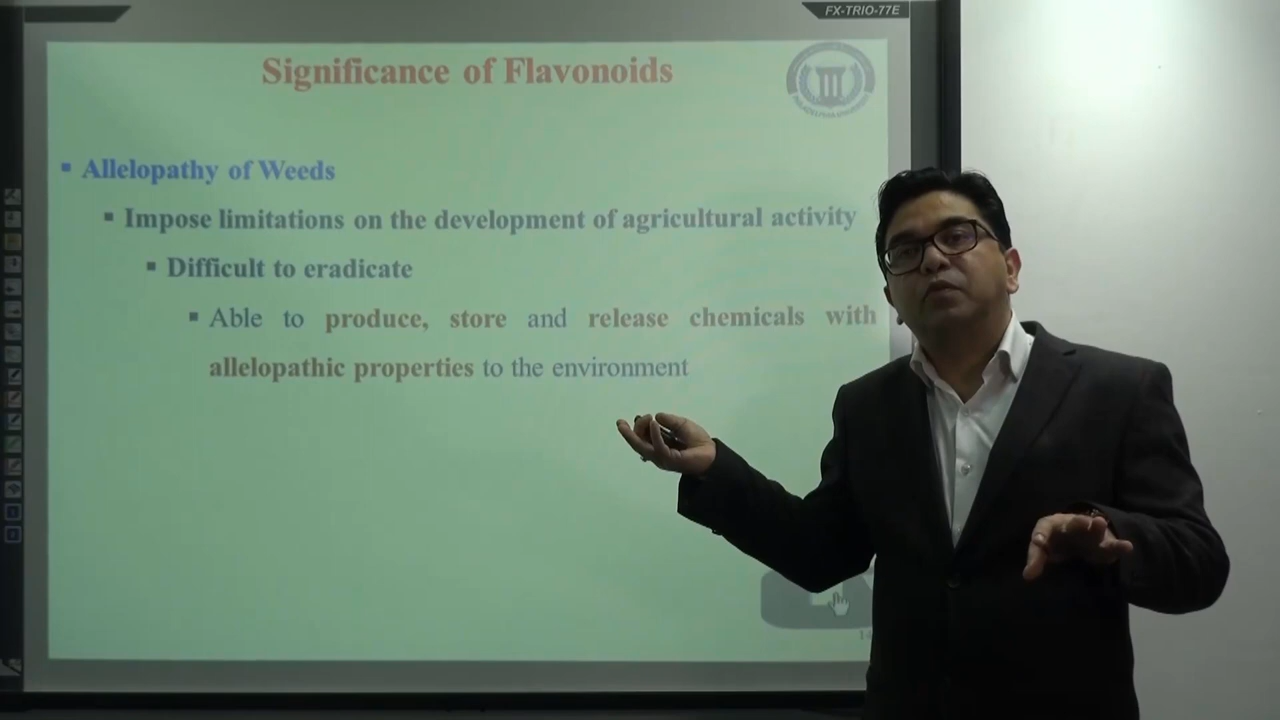 FX-TRIO-77E
Significance of Flavonoids
Allelopathy of Weeds
Impose limitations on the development of agricultural activity
Difficult to eradicate
Able to produce, store and release chemicals with
allelopathic properties to the environment